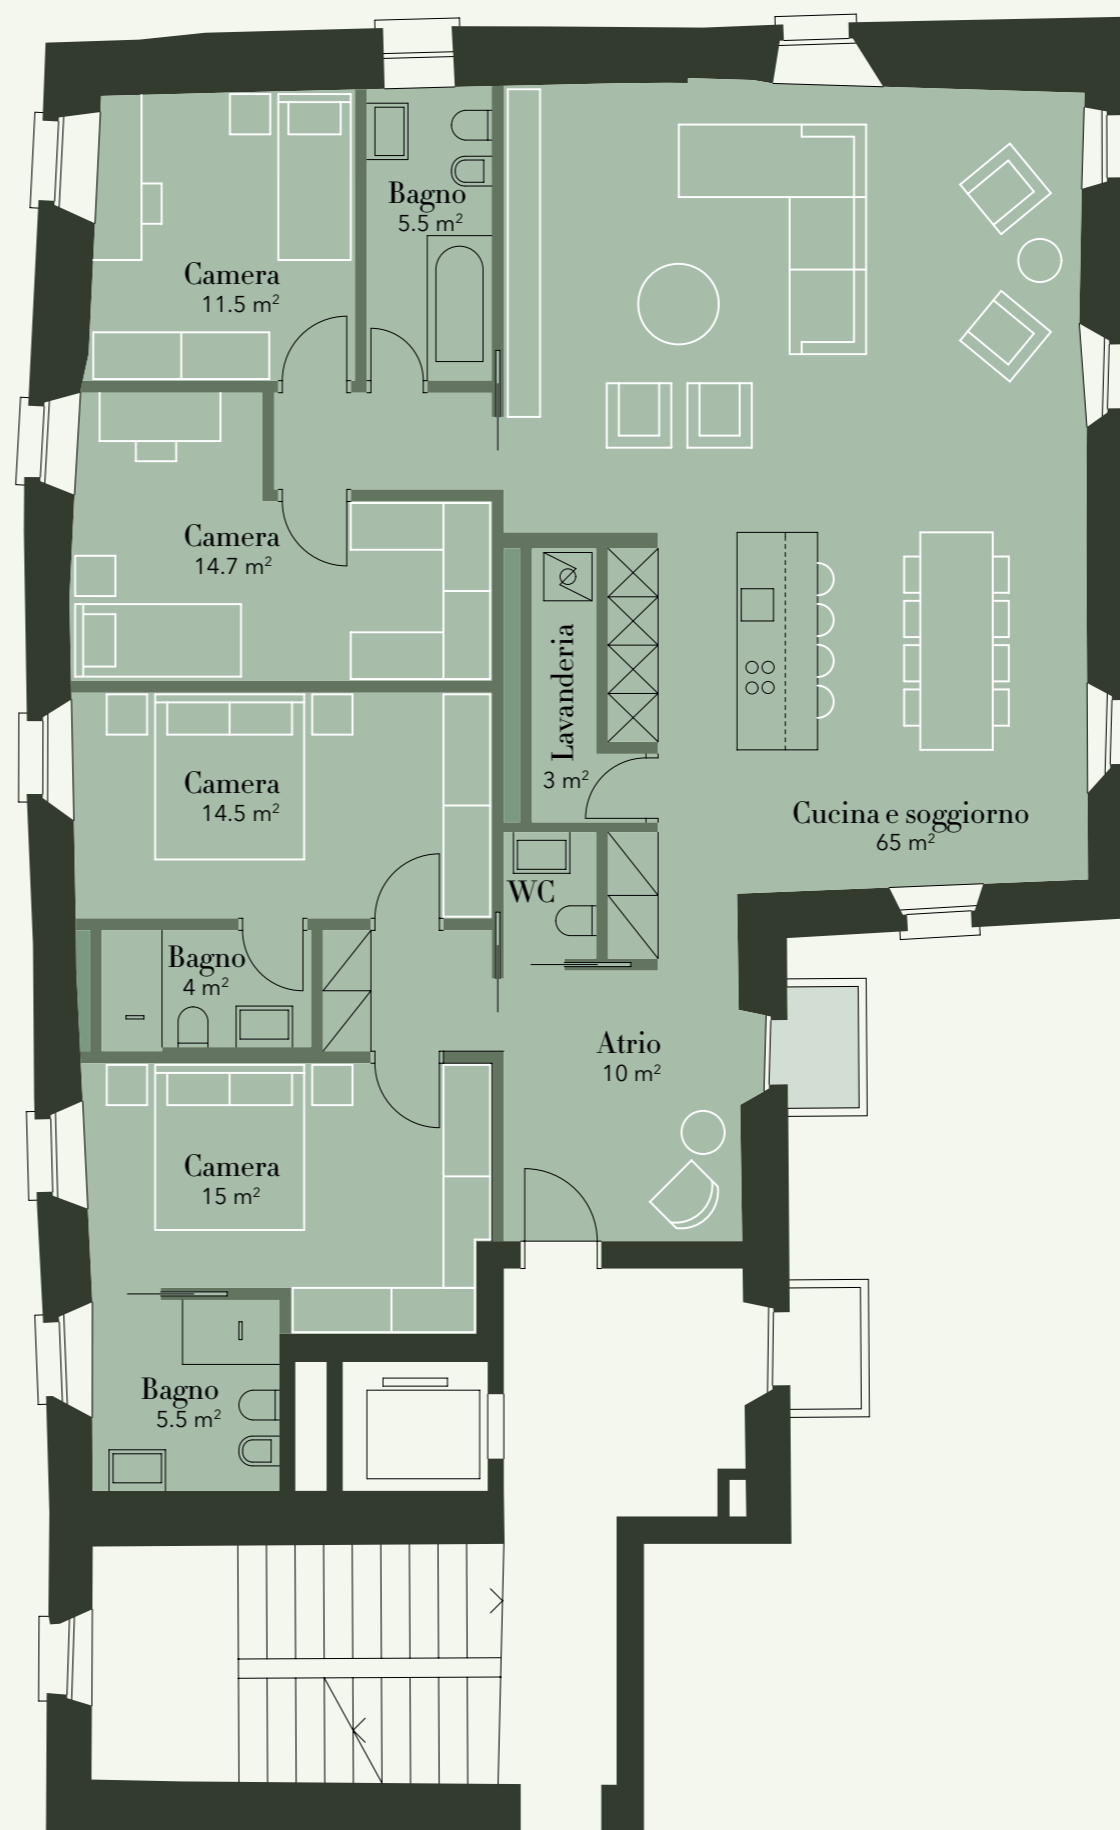 Bagno
5.5 m²
Camera
11.5 m²
Camera
14.7 m²
Lavanderia
3 m²
Camera
14.5 m²
Cucina e soggiorno
65 m²
WC
Bagno
4 m²
Atrio
10 m²
Camera
15 m²
Bagno
5.5 m²